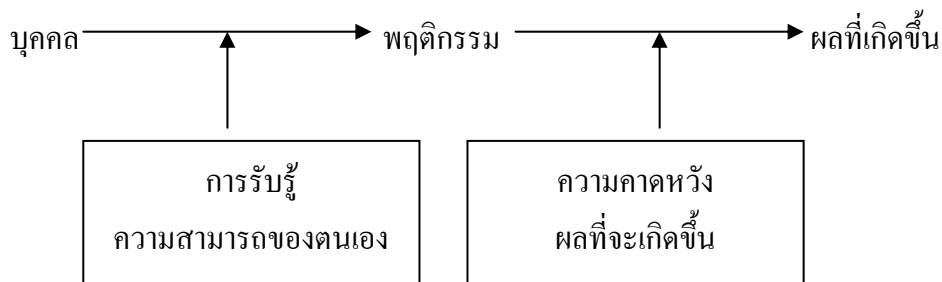 บุคคล พฤติกรรม ผลที่เกิดขึ้น
การรับรู้
ความสามารถของตนเอง
ความคาดหวัง
ผลที่จะเกิดขึ้น